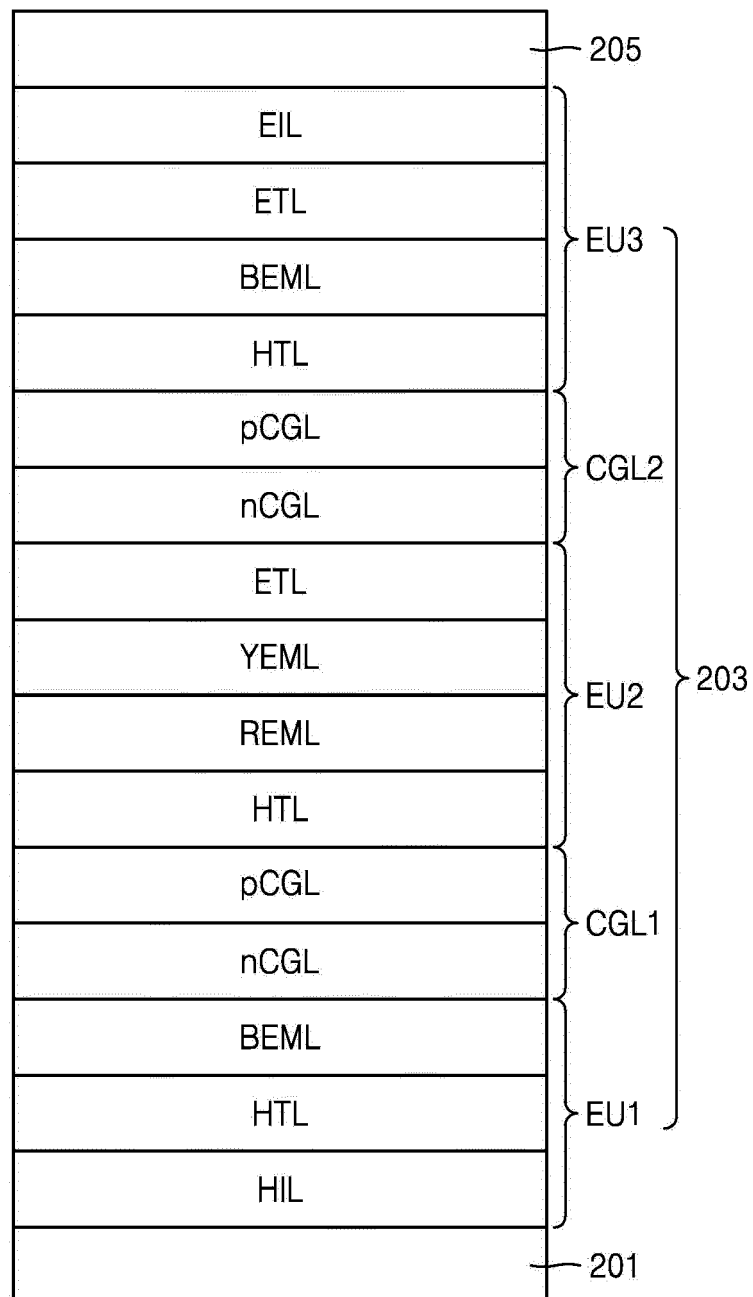 205
EIL
ETL
EU3
BEML
HTL
pCGL
CGL2
nCGL
ETL
YEML
203
EU2
REML
HTL
pCGL
CGL1
nCGL
BEML
HTL
EU1
HIL
201